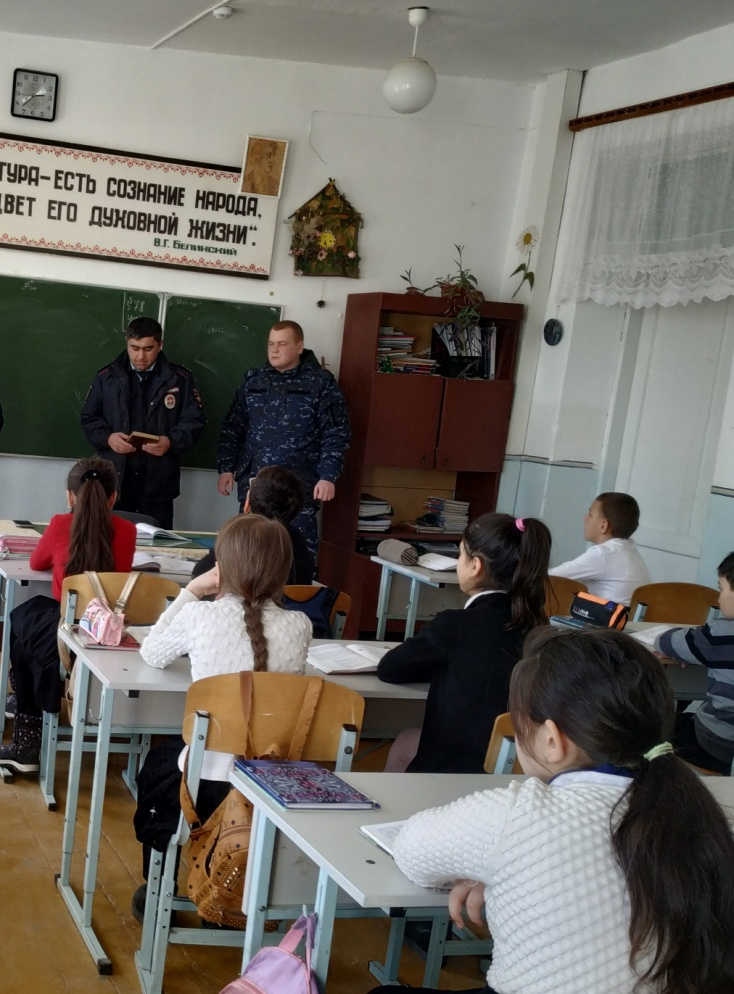 ТУРА-ЕСТЬ СОЗНАНИЕ НАРОДА,
ЦВЕТ ЕГО ДУХОВНОЙ ЖИЗНИ".
В.Г. Белинский